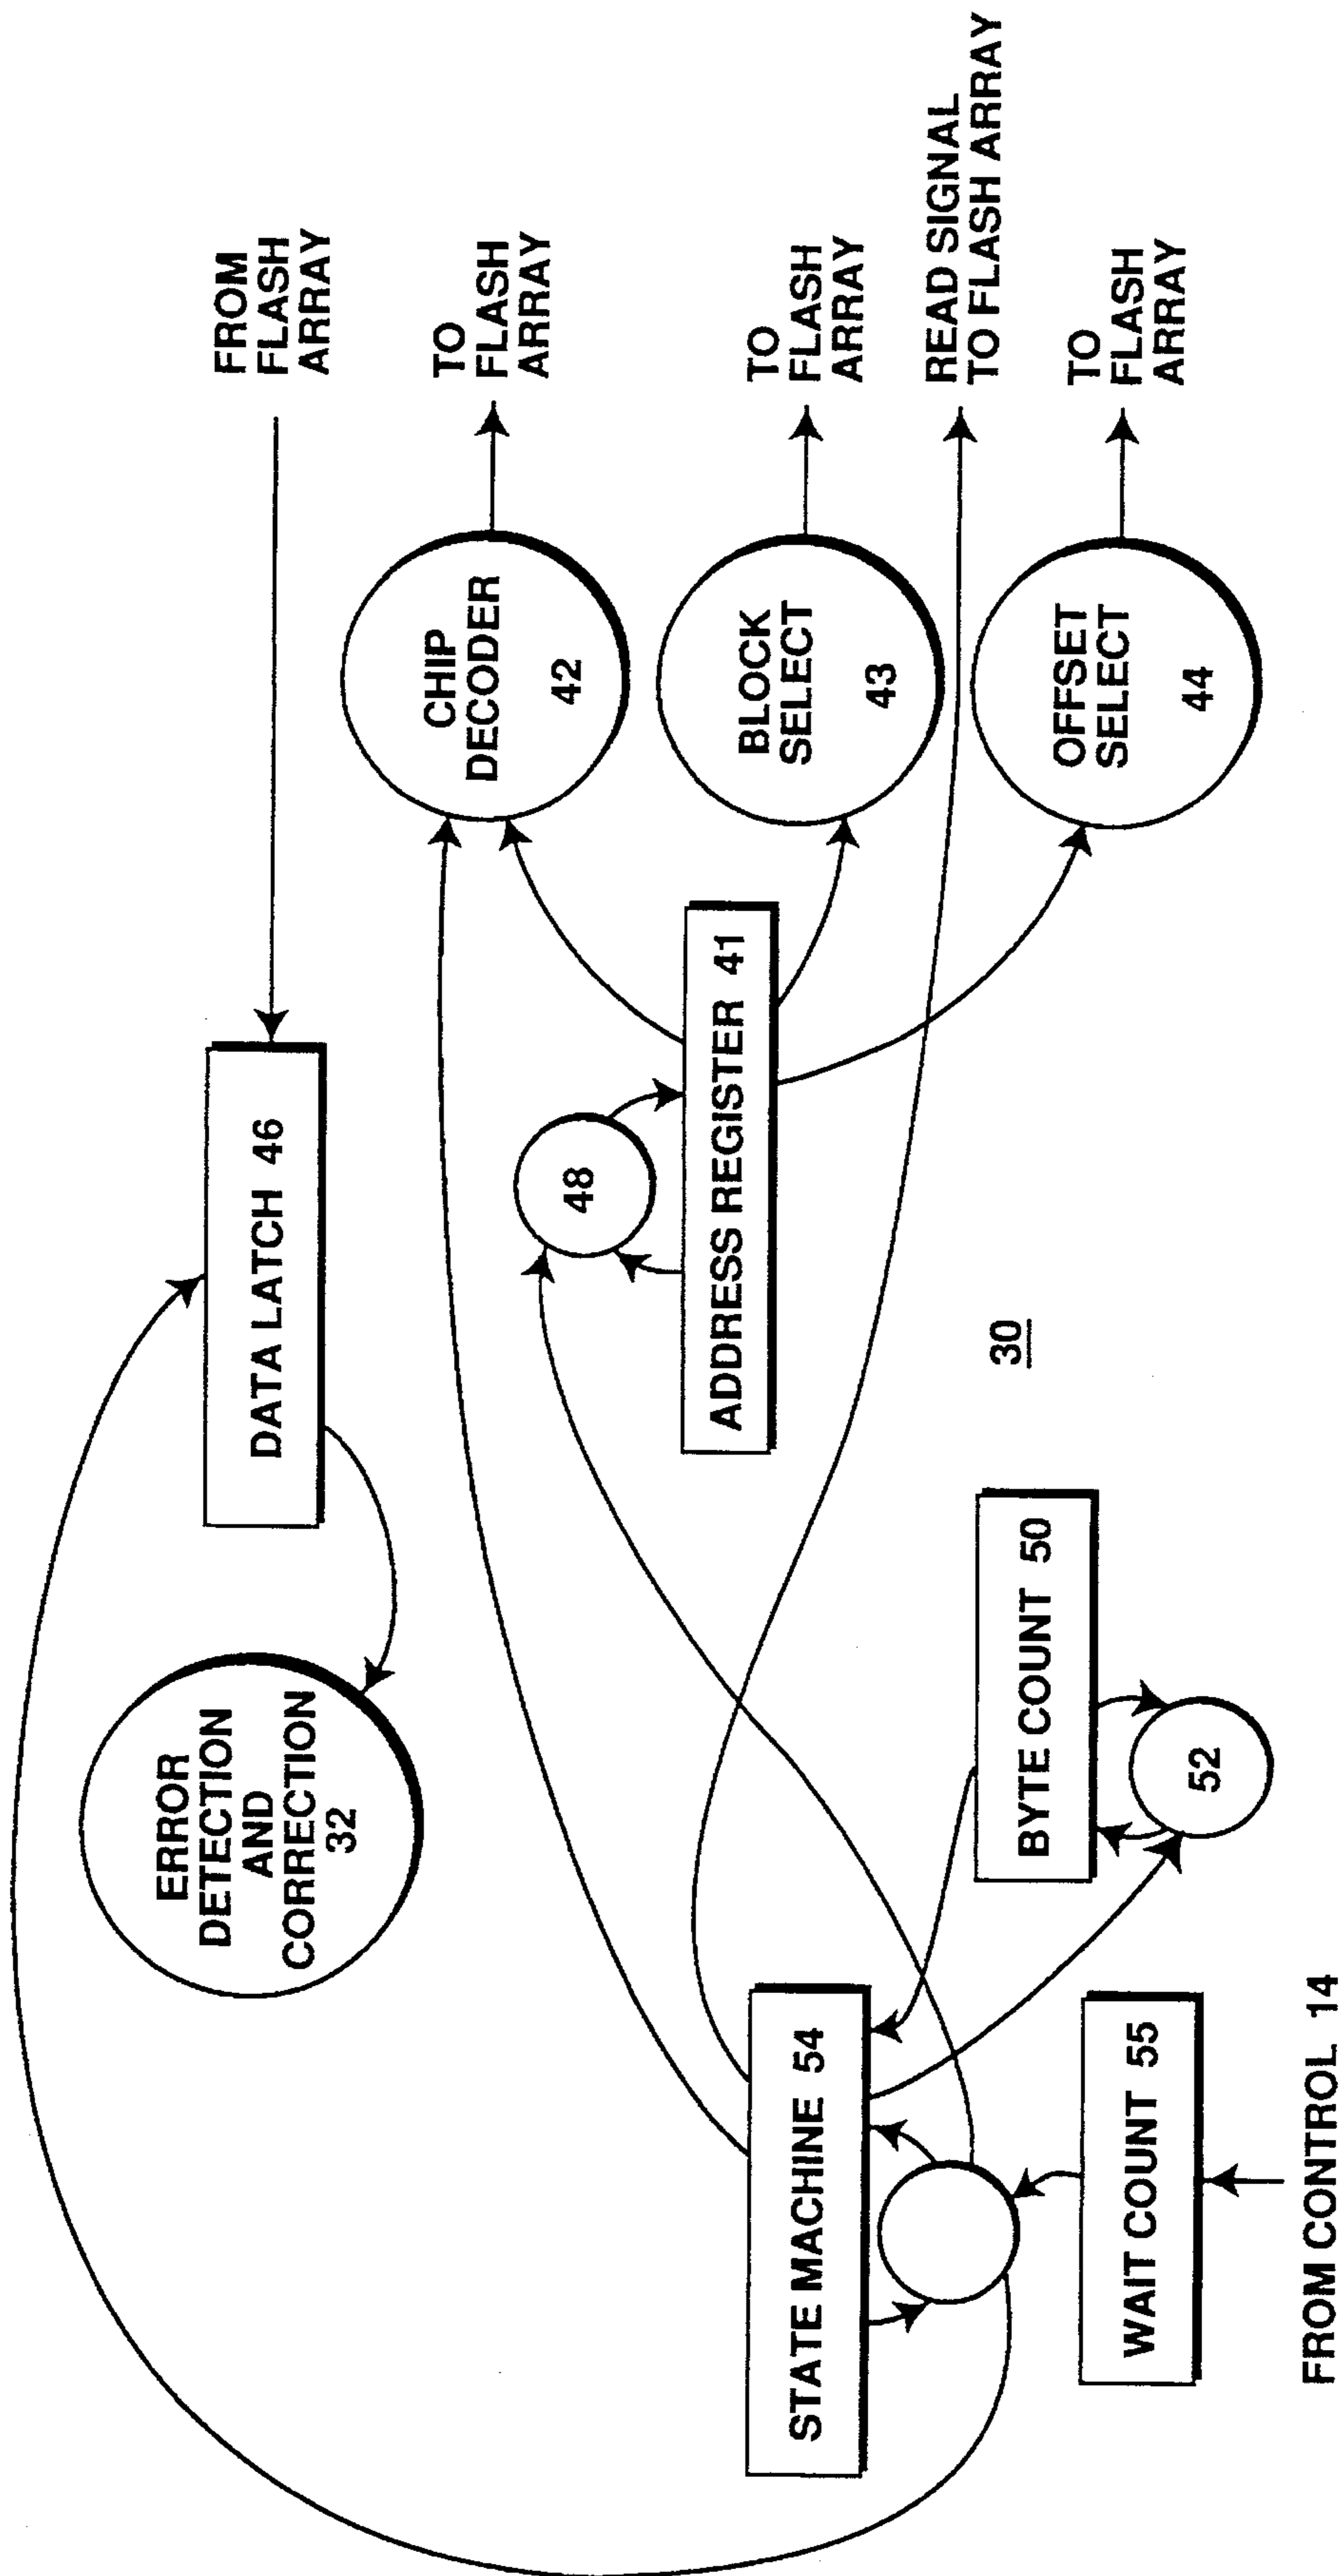 FROM
FLASH
ARRAY
DATA LATCH 46
ERROR
DETECTION
AND
CORRECTION
32
TO
FLASH
ARRAY
CHIP
DECODER
42
48
TO
FLASH
ARRAY
BLOCK
SELECT
43
ADDRESS REGISTER 41
STATE MACHINE 54
READ SIGNAL
TO FLASH ARRAY
30
TO
FLASH
ARRAY
OFFSET
SELECT
44
BYTE COUNT 50
52
WAIT COUNT 55
FROM CONTROL 14